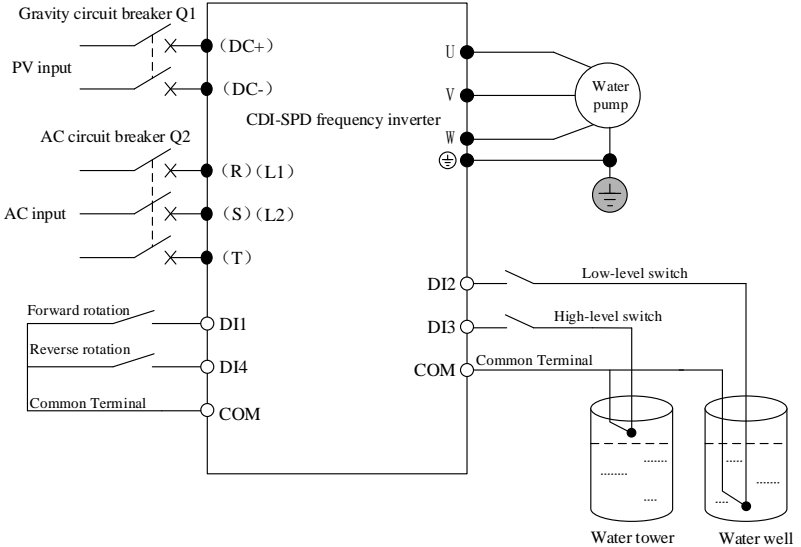 Gravity circuit breaker Q1
PV input
(DC+)
(DC-)
AC circuit breaker Q2
AC input
(R)(L1)
(S)(L2)
(T)
Forward rotation
DI1
Reverse rotation
DI4
Common Terminal
COM
CDI-SPD frequency inverter
U
V
W
Water
pump
DI2
Low-level switch
DI3
High-level switch
COM
Common Terminal
Water tower
Water well